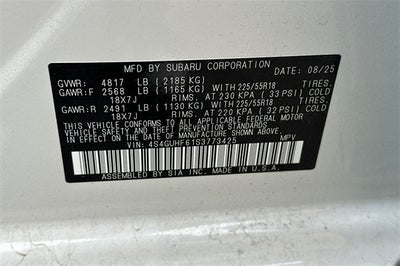 MFD BY SUBARU CORPORATION DATE: 08/25
GVWR: 4817 LB (2185 KG)
GAWR:F 2568 LB (1165 KG) WITH 225/55R18 TIRES.
18X7J RIMS. AT 230 KPA (33 PSI) COLD
GAWR:R 2491 LB (1130 KG) WITH 225/55R18 TIRES.
18X7J RIMS. AT 220 KPA (32 PSI) COLD
THIS VEHICLE CONFORMS TO ALL APPLICABLE FEDERAL MOTOR
VEHICLE SAFETY AND THEFT PREVENTION STANDARDS
IN EFFECT ON THE DATE OF MANUFACTURE SHOWN ABOVE.
VIN: 4S4GUHF61S3773425 MPV
ASSEMBLED BY SIA INC. MADE IN U.S.A.